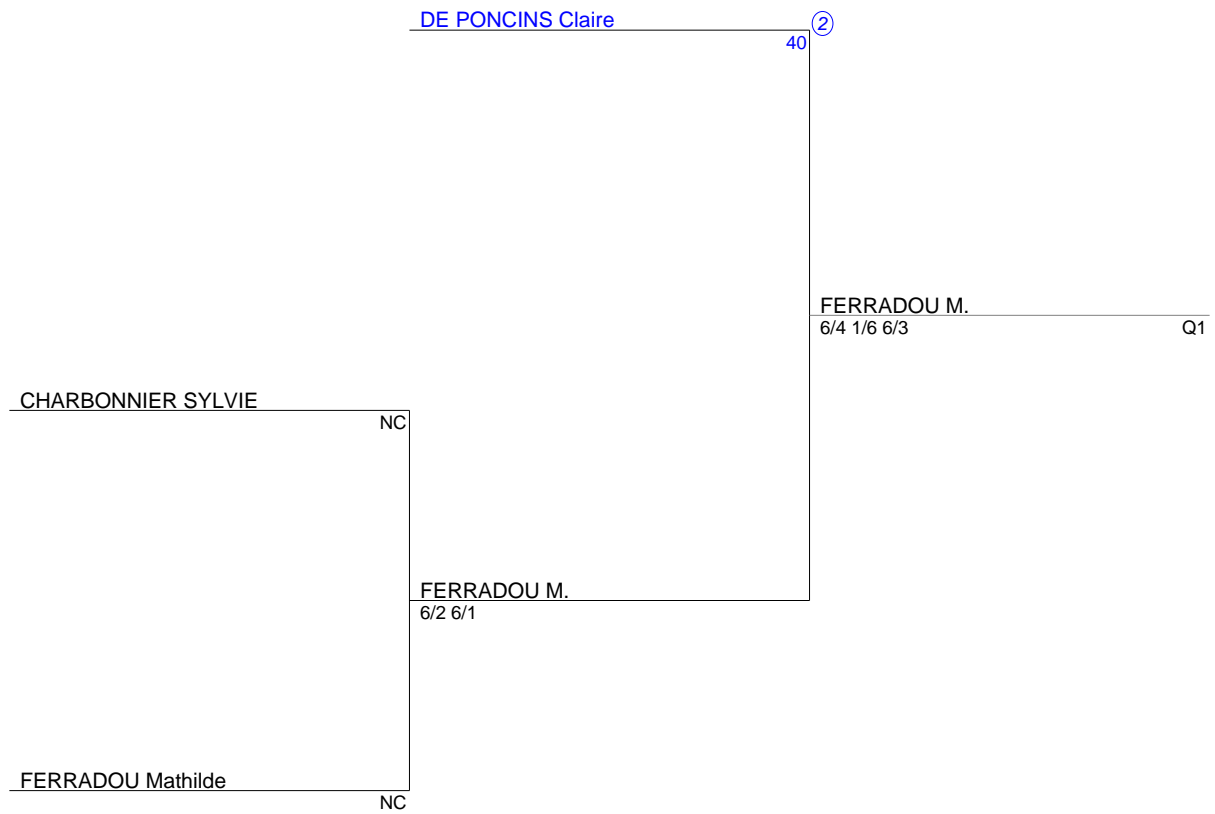 DE PONCINS Claire
2
40
FERRADOU M.
6/4 1/6 6/3
Q1
CHARBONNIER SYLVIE
NC
FERRADOU M.
6/2 6/1
FERRADOU Mathilde
NC